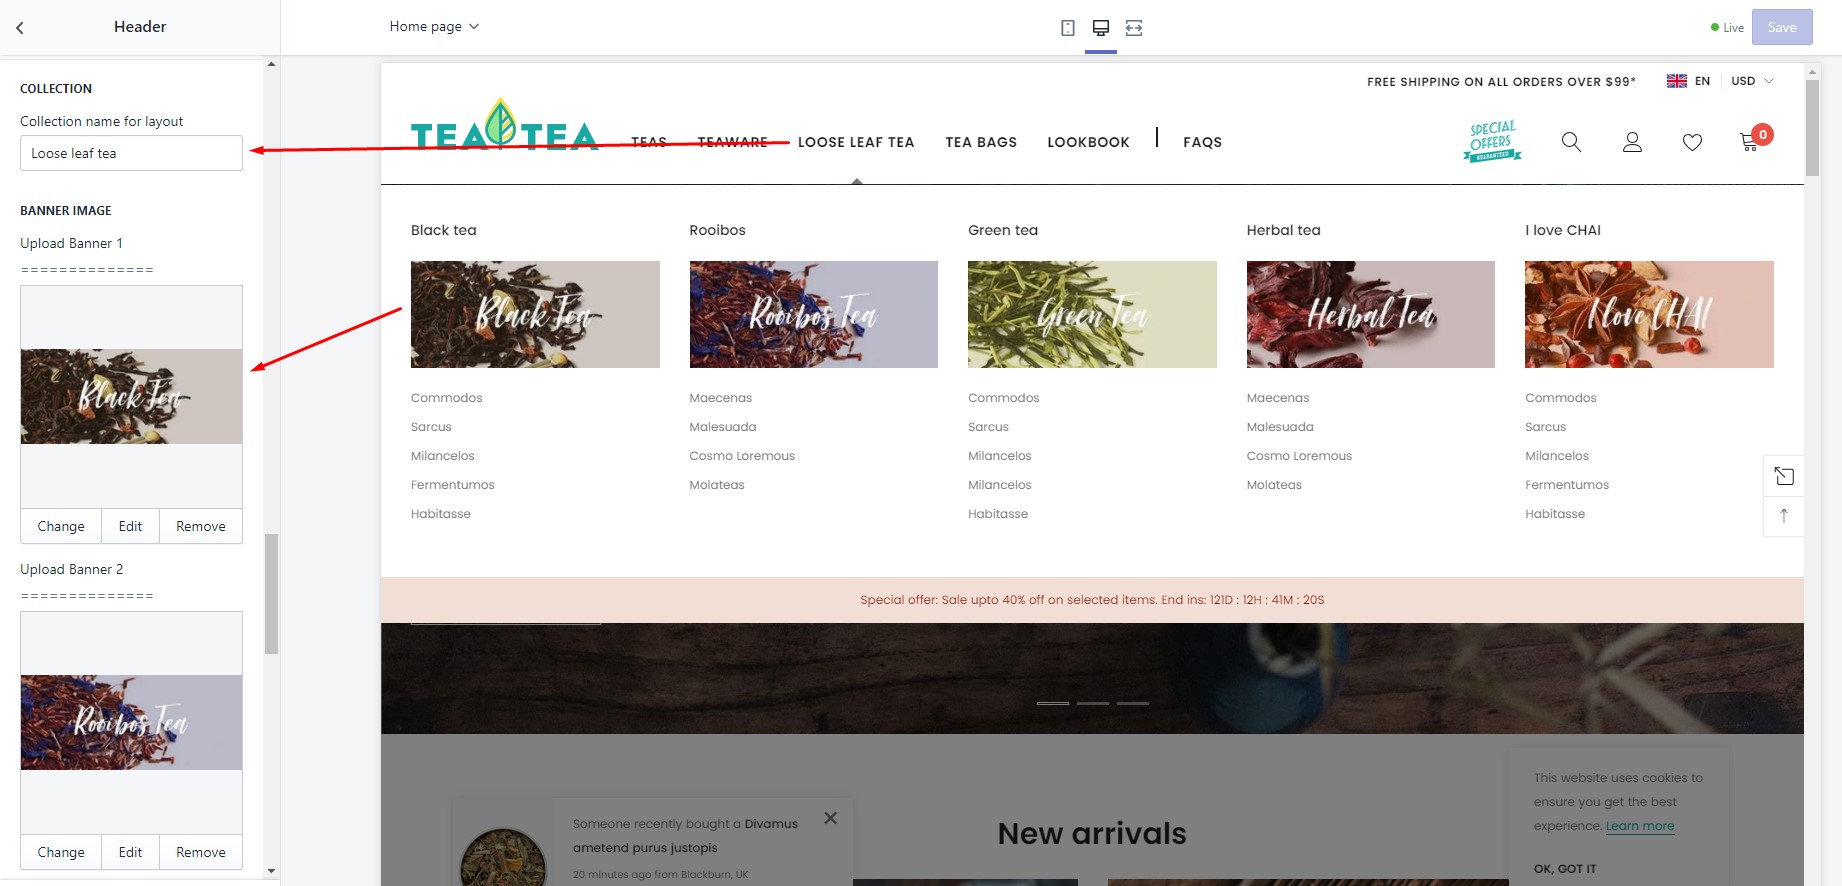 Header
Home page
Live
Save
COLLECTION
Collection name for layout
Loose leaf tea
BANNER IMAGE
Upload Banner 1
==============
Black Tea
Change Edit Remove
Upload Banner 2
==============
Rooibos Tea
Change Edit Remove
FREE SHIPPING ON ALL ORDERS OVER $99* EN USD
TEA TEA
TEAS TEAWARE LOOSE LEAF TEA TEA BAGS LOOKBOOK FAQS
SPECIAL
OFFERS
GUARANTEED
0
Black tea Rooibos Green tea Herbal tea I love CHAI
Black Tea Rooibos Tea Green Tea Herbal Tea I love CHAI
Commodos Maecenas Commodos Maecenas Commodos
Sarcus Malesuada Sarcus Malesuada Sarcus
Milancelos Cosmo Loremous Milancelos Cosmo Loremous Milancelos
Fermentumos Molateas Milancelos Molateas Fermentumos
Habitasse Habitasse Habitasse
Special offer: Sale upto 40% off on selected items. End ins: 121D : 12H : 41M : 20S
Someone recently bought a Divamus
ametend purus justopis
20 minutes ago from Blackburn, UK
New arrivals
This website uses cookies to
ensure you get the best
experience. Learn more
OK, GOT IT